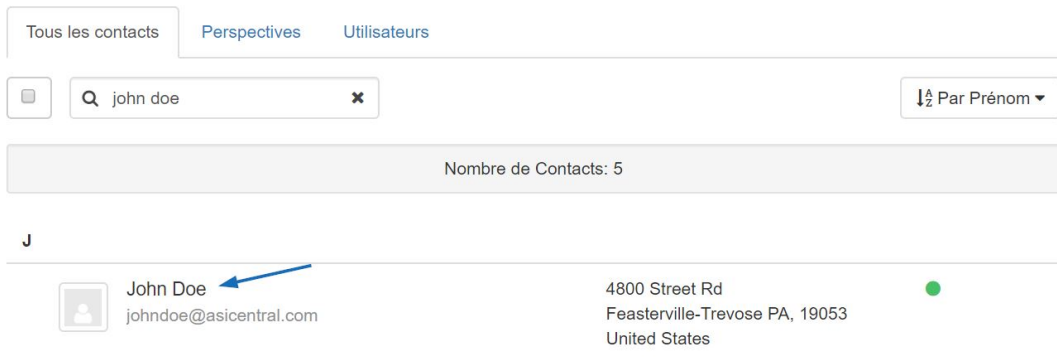 Tous les contacts Perspectives Utilisateurs
john doe
Par Prénom
Nombre de Contacts: 5
J
John Doe
johndoe@asicentral.com
4800 Street Rd
Feasterville-Trevose PA, 19053
United States